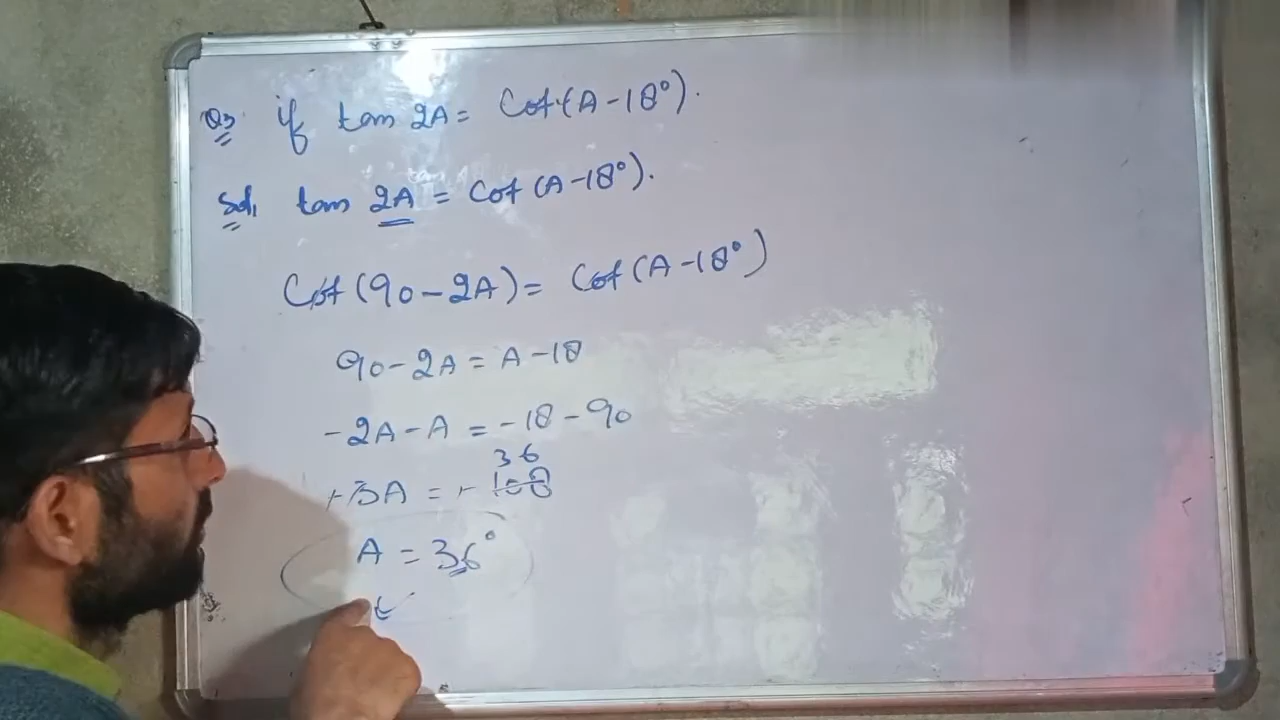 Q3 if tan 2A = Cot (A-18°).
Sol, tan 2A = Cot (A-18°).
Cot (90-2A) = Cot (A-18°)
90-2A = A-18
-2A-A = -18-90
36
+3A = +108
A = 36°